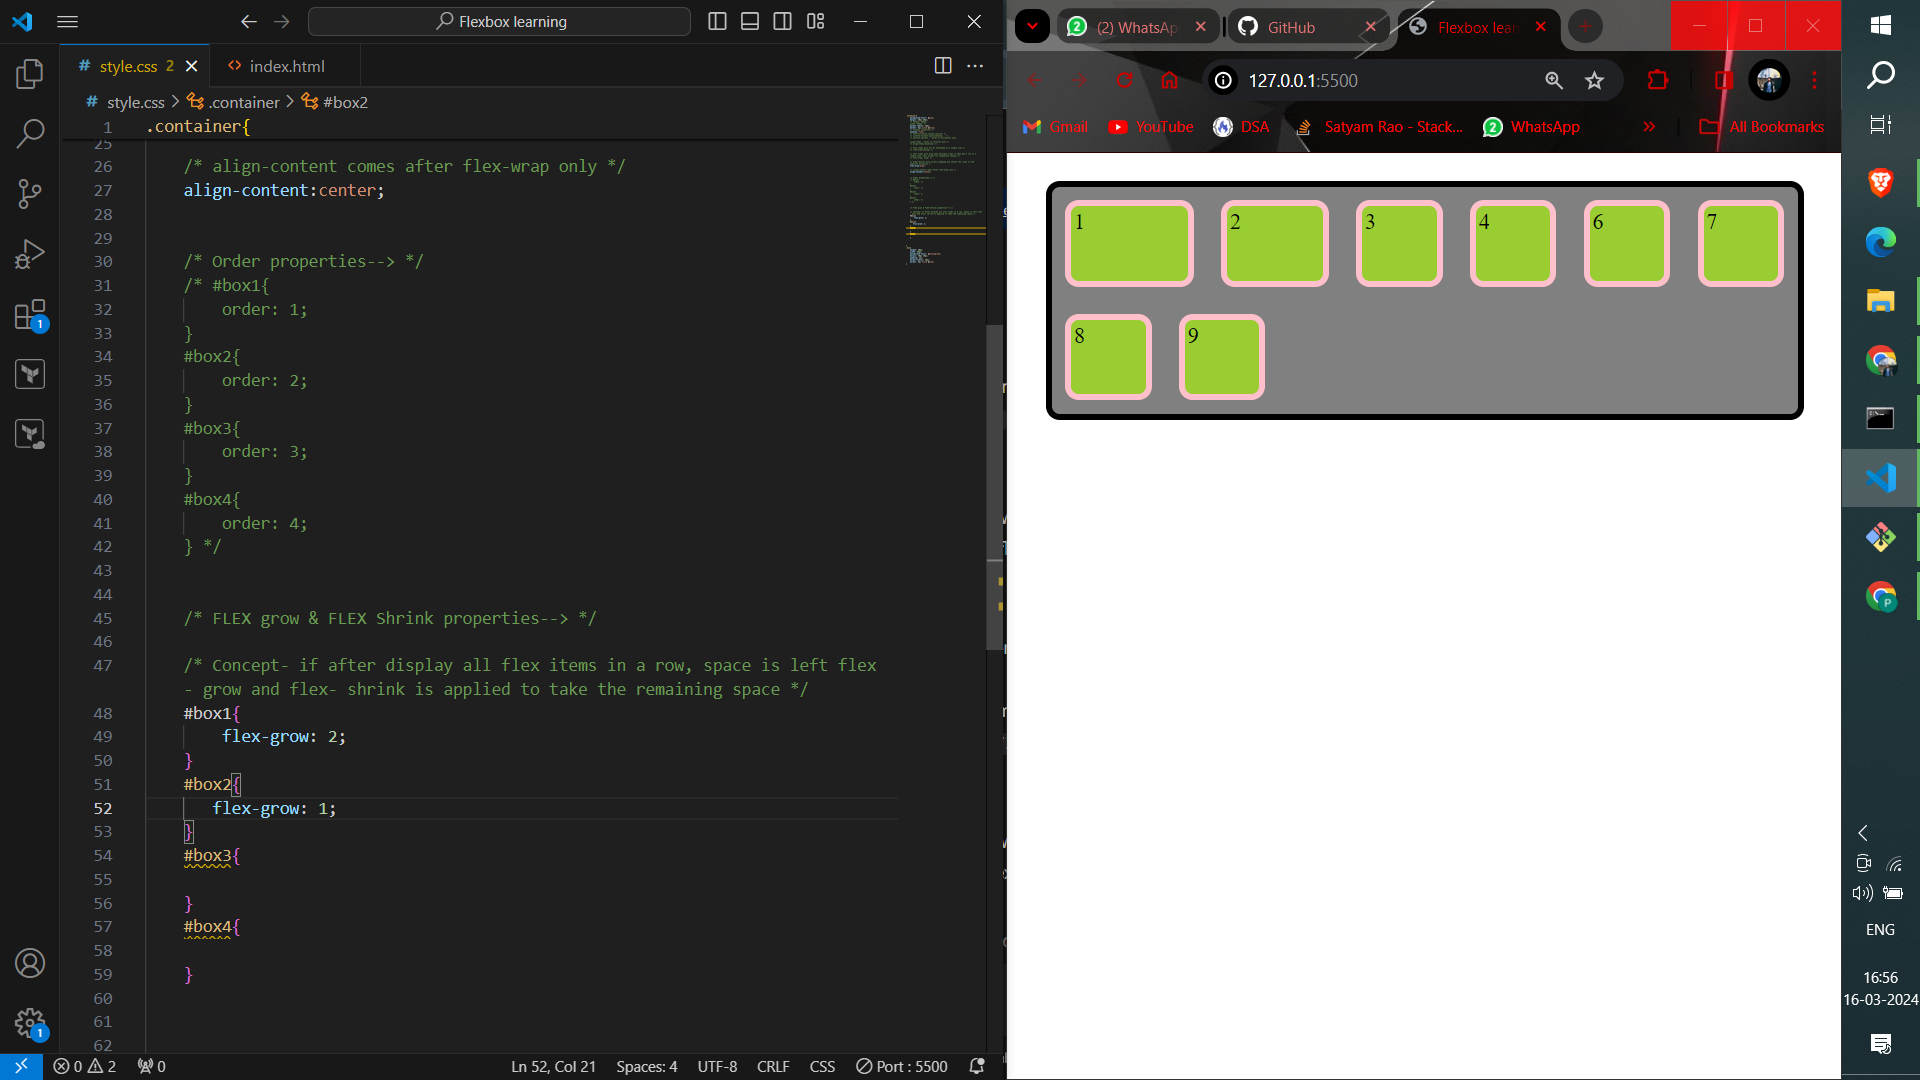 Flexbox learning
style.css 2
index.html
style.css > .container > #box2
1 .container{
25
26 /* align-content comes after flex-wrap only */
27 align-content:center;
28
29
30 /* Order properties--> */
31 /* #box1{
32 order: 1;
33 }
34 #box2{
35 order: 2;
36 }
37 #box3{
38 order: 3;
39 }
40 #box4{
41 order: 4;
42 } */
43
44
45 /* FLEX grow & FLEX Shrink properties--> */
46
47 /* Concept- if after display all flex items in a row, space is left flex
- grow and flex- shrink is applied to take the remaining space */
48 #box1{
49 flex-grow: 2;
50 }
51 #box2{
52 flex-grow: 1;
53 }
54 #box3{
55
56 }
57 #box4{
58
59 }
60
61
62
1
1
0 2 0
Ln 52, Col 21 Spaces: 4 UTF-8 CRLF CSS Port : 5500
(2) WhatsAp GitHub Flexbox lear
127.0.0.1:5500
Gmail YouTube DSA Satyam Rao - Stack... WhatsApp All Bookmarks
1 2 3 4 6 7
8 9
ENG
16:56
16-03-2024